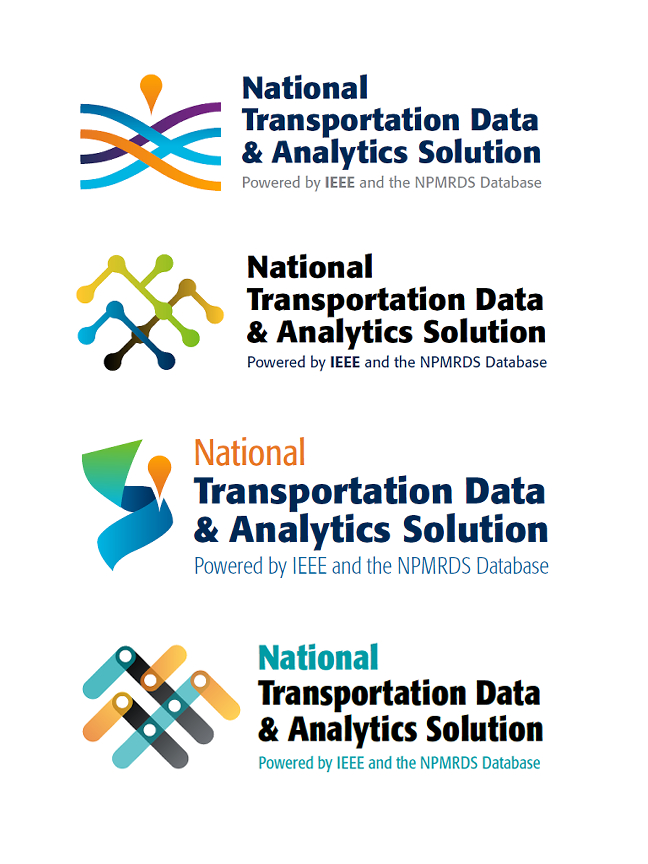 National
Transportation Data
& Analytics Solution
Powered by IEEE and the NPMRDS Database
National
Transportation Data
& Analytics Solution
Powered by IEEE and the NPMRDS Database
National
Transportation Data
& Analytics Solution
Powered by IEEE and the NPMRDS Database
National
Transportation Data
& Analytics Solution
Powered by IEEE and the NPMRDS Database